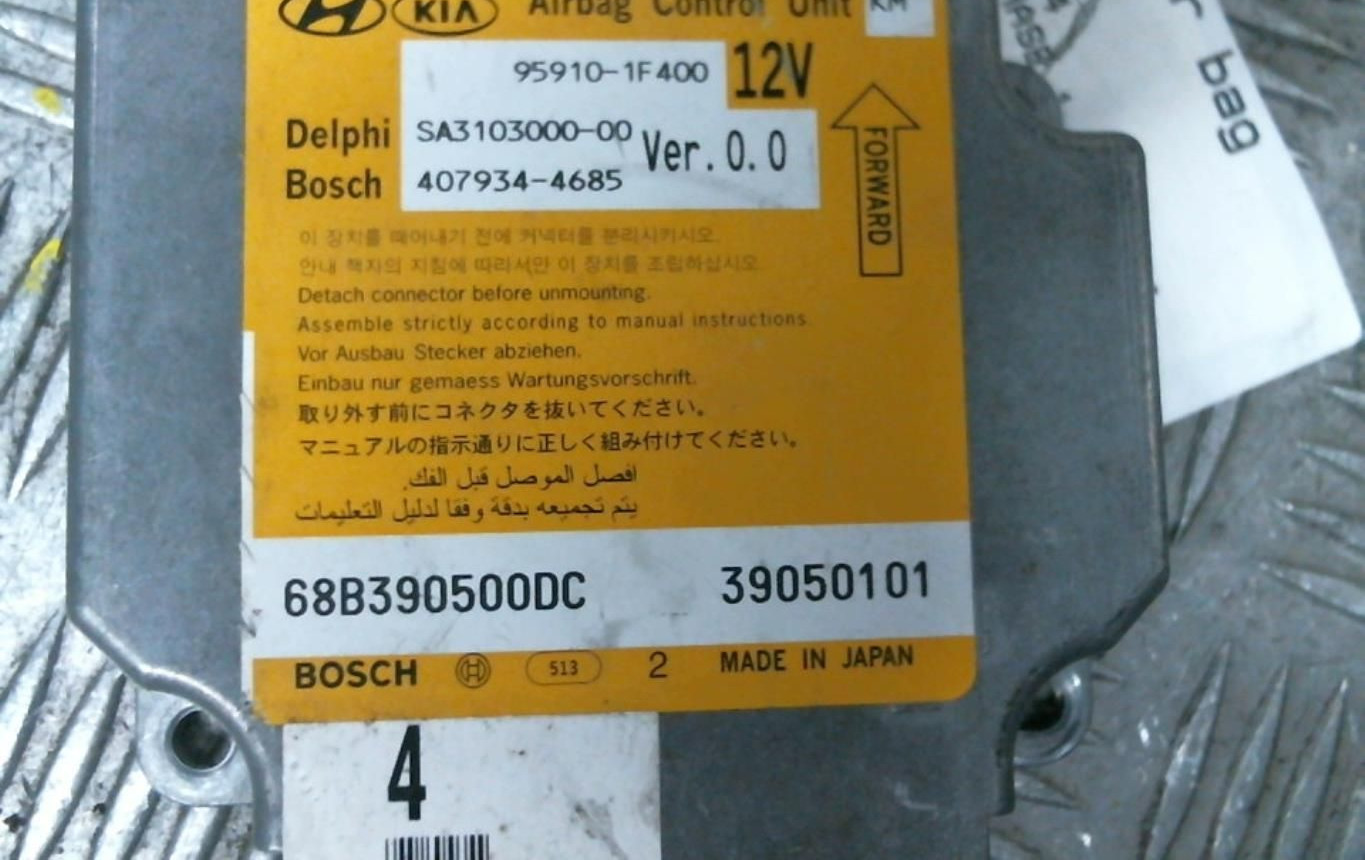 KIA Airbag Control Unit KM
95910-1F400 12V
Delphi SA3103000-00 Ver.0.0
Bosch 407934-4685
FORWARD
이 장치를 떼어내기 전에 커넥터를 분리시키시오.
안내 책자의 지침에 따라서만 이 장치를 조립하십시오.
Detach connector before unmounting.
Assemble strictly according to manual instructions
Vor Ausbau Stecker abziehen.
Einbau nur gemaess Wartungsvorschrift.
取り外す前にコネクタを抜いてください。
マニュアルの指示通りに正しく組み付けてください。
افصل الموصل قبل الفك.
يتم تجميعه بدقة وفقا لدليل التعليمات
68B390500DC 39050101
BOSCH 513 2 MADE IN JAPAN
4
bag